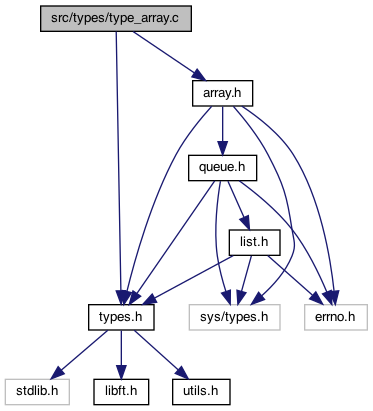 src/types/type_array.c
array.h
queue.h
list.h
types.h
sys/types.h
errno.h
stdlib.h
libft.h
utils.h